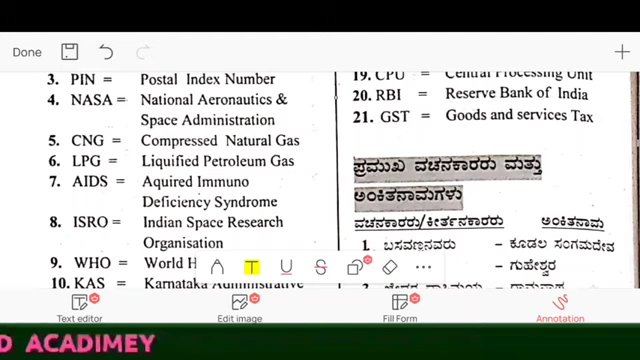 Done
3. PIN = Postal Index Number
4. NASA = National Aeronautics &
Space Administration
5. CNG = Compressed Natural Gas
6. LPG = Liquified Petroleum Gas
7. AIDS = Aquired Immuno
Deficiency Syndrome
8. ISRO = Indian Space Research
Organisation
9. WHO = World H
10. KAS = Karnataka Administrative
19. CPU = Central Processing Unit
20. RBI = Reserve Bank of India
21. GST = Goods and services Tax
ಪ್ರಮುಖ ವಚನಕಾರರು ಮತ್ತು
ಅಂಕಿತನಾಮಗಳು
ವಚನಕಾರರು/ಕೀರ್ತನಕಾರರು ಅಂಕಿತನಾಮ
1. ಬಸವಣ್ಣನವರು – ಕೂಡಲ ಸಂಗಮದೇವ
– ಗುಹೇಶ್ವರ
Text editor
Edit image
Fill Form
Annotation
D ACADIMEY